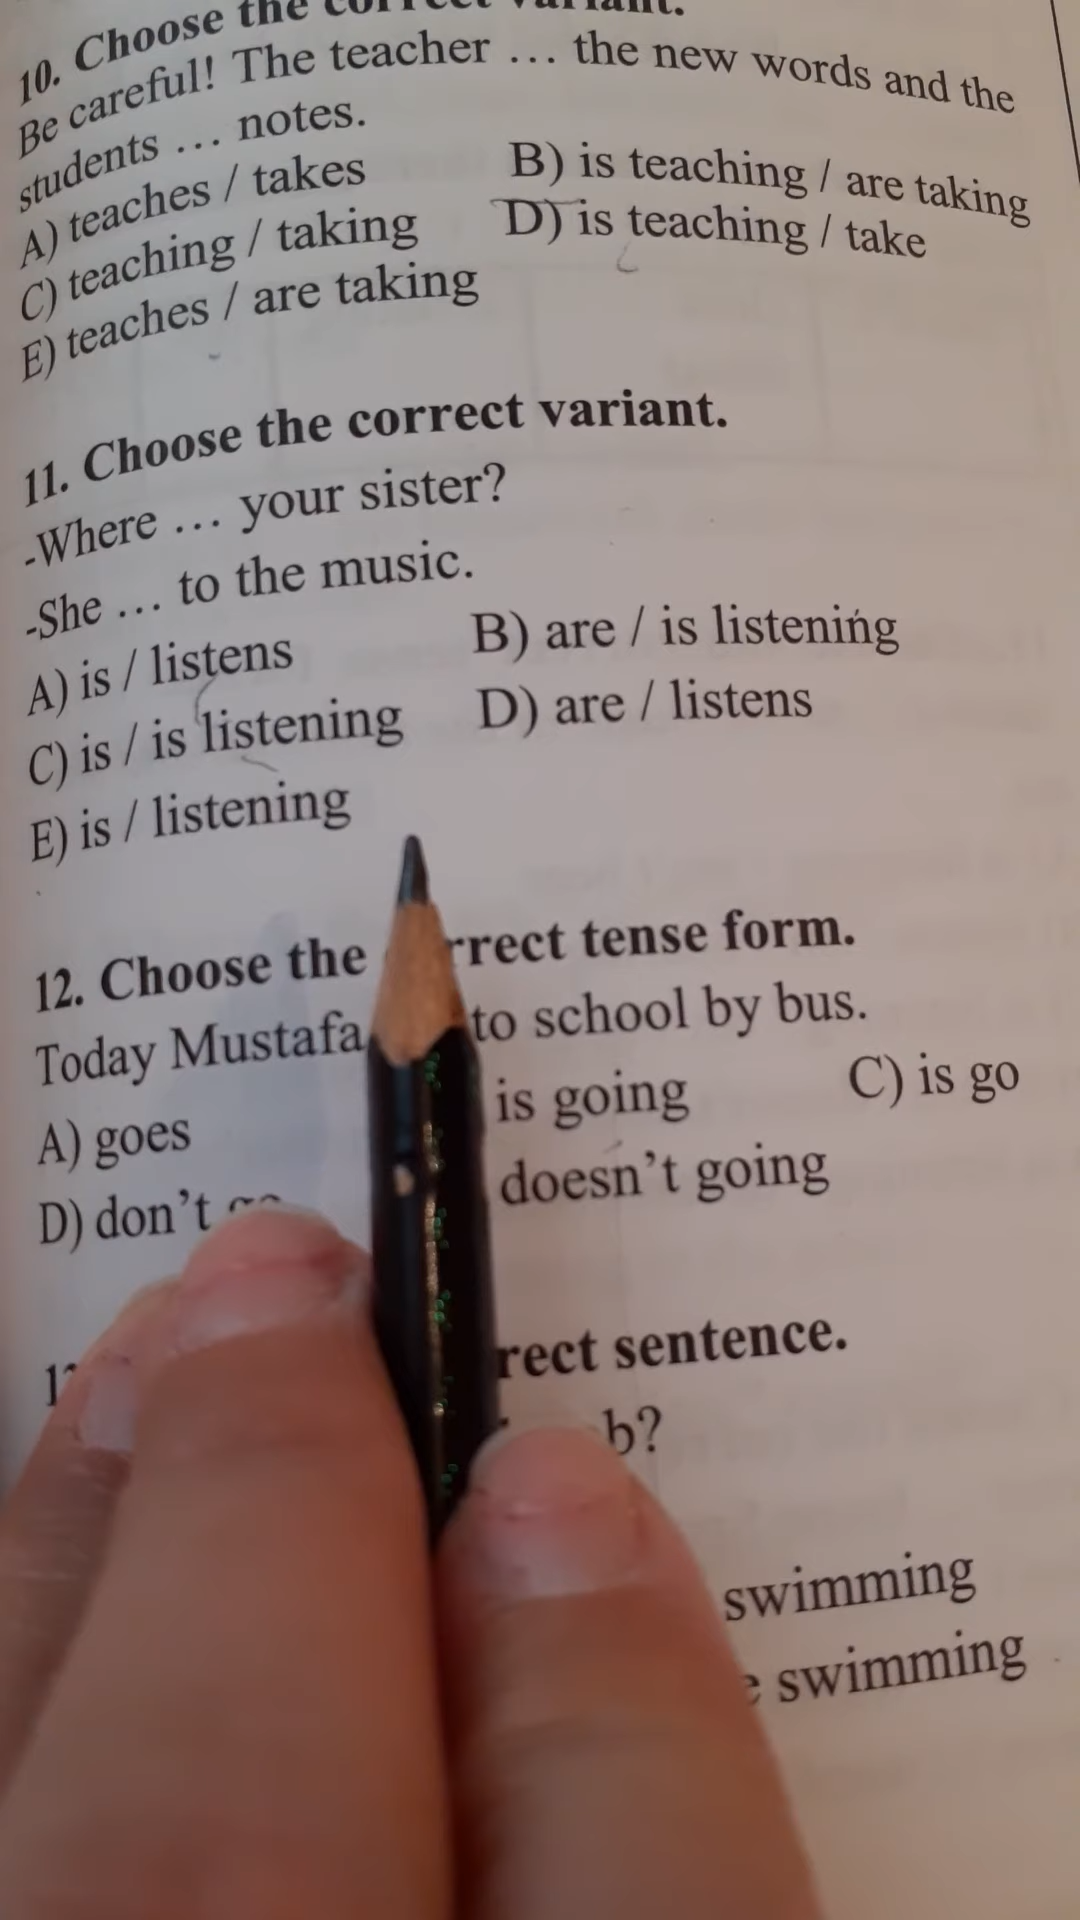 10. Choose the correct variant.
Be careful! The teacher ... the new words and the
students ... notes.
A) teaches / takes B) is teaching / are taking
C) teaching / taking D) is teaching / take
E) teaches / are taking
11. Choose the correct variant.
-Where ... your sister?
-She ... to the music.
A) is / listens B) are / is listening
C) is / is listening D) are / listens
E) is / listening
12. Choose the rrect tense form.
Today Mustafa to school by bus.
A) goes is going C) is go
D) don't doesn't going
rect sentence.
b?
swimming
swimming